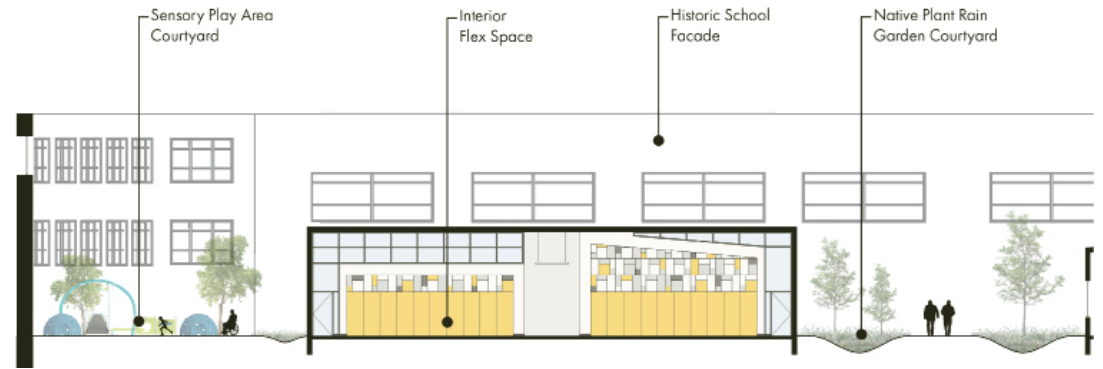 Sensory Play Area
Courtyard
Interior
Flex Space
Historic School
Facade
Native Plant Rain
Garden Courtyard